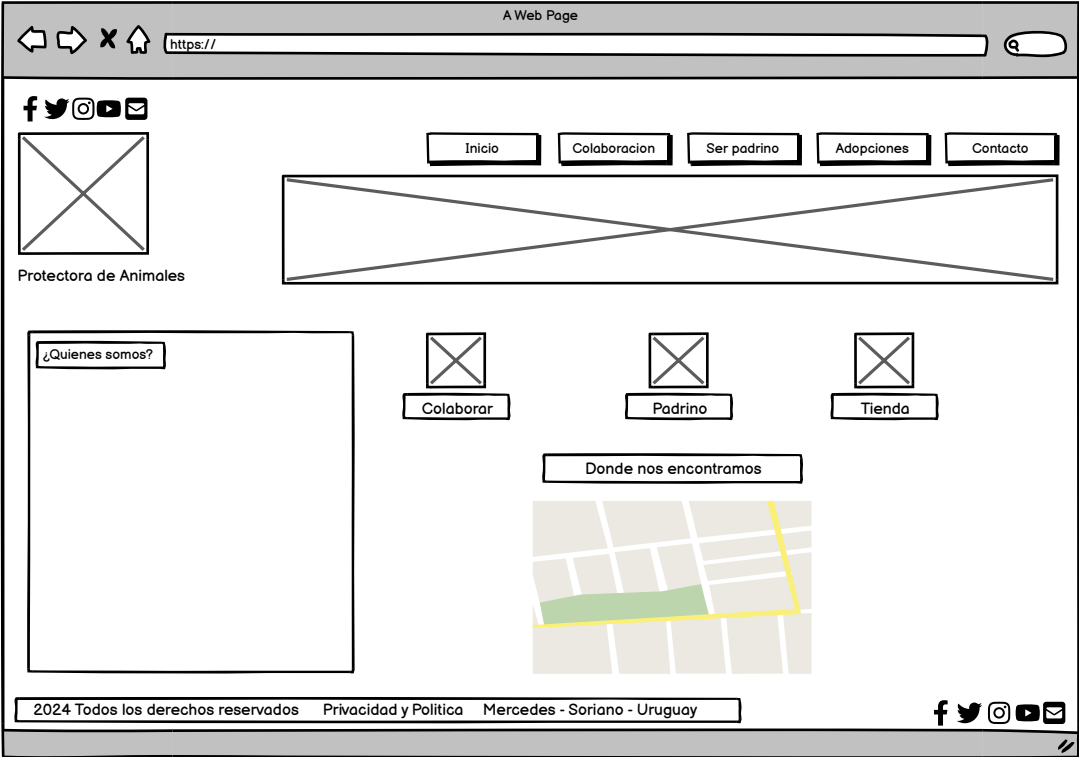 A Web Page
https://
Inicio
Colaboracion
Ser padrino
Adopciones
Contacto
Protectora de Animales
¿Quienes somos?
Colaborar
Padrino
Tienda
Donde nos encontramos
2024 Todos los derechos reservados Privacidad y Politica Mercedes - Soriano - Uruguay